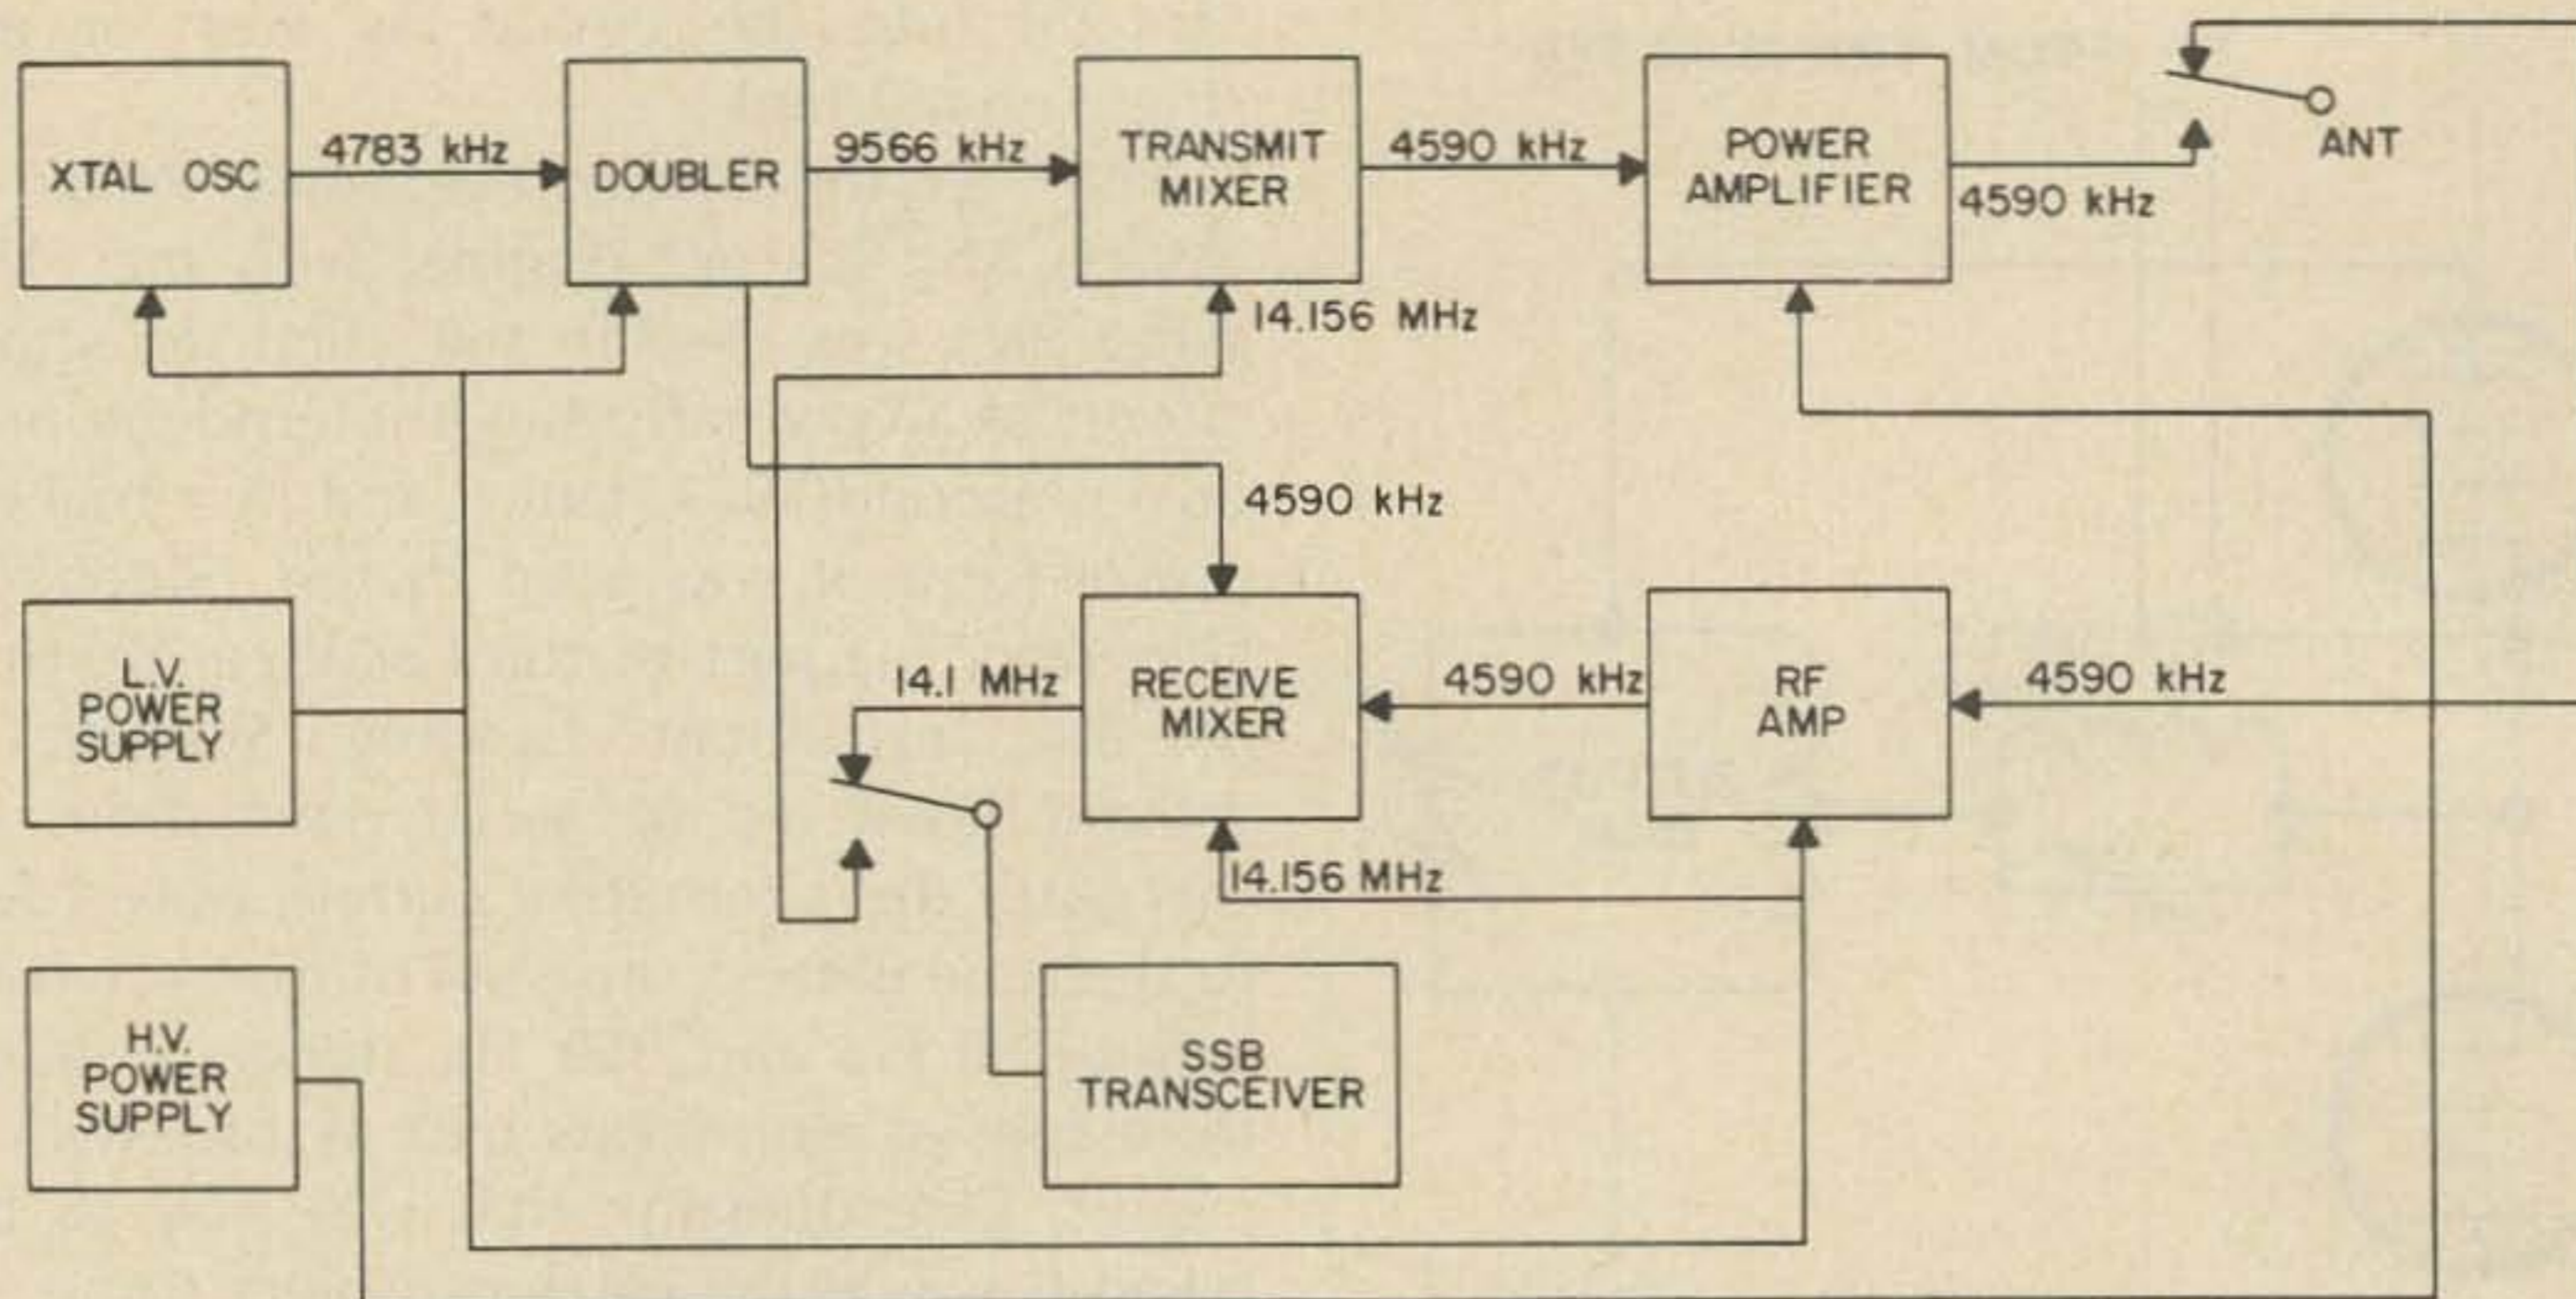 XTAL OSC
4783 kHz
DOUBLER
9566 kHz
TRANSMIT
MIXER
4590 kHz
POWER
AMPLIFIER
4590 kHz
ANT
14.156 MHz
4590 kHz
L.V.
POWER
SUPPLY
14.1 MHz
RECEIVE
MIXER
4590 kHz
RF
AMP
4590 kHz
14.156 MHz
H.V.
POWER
SUPPLY
SSB
TRANSCEIVER